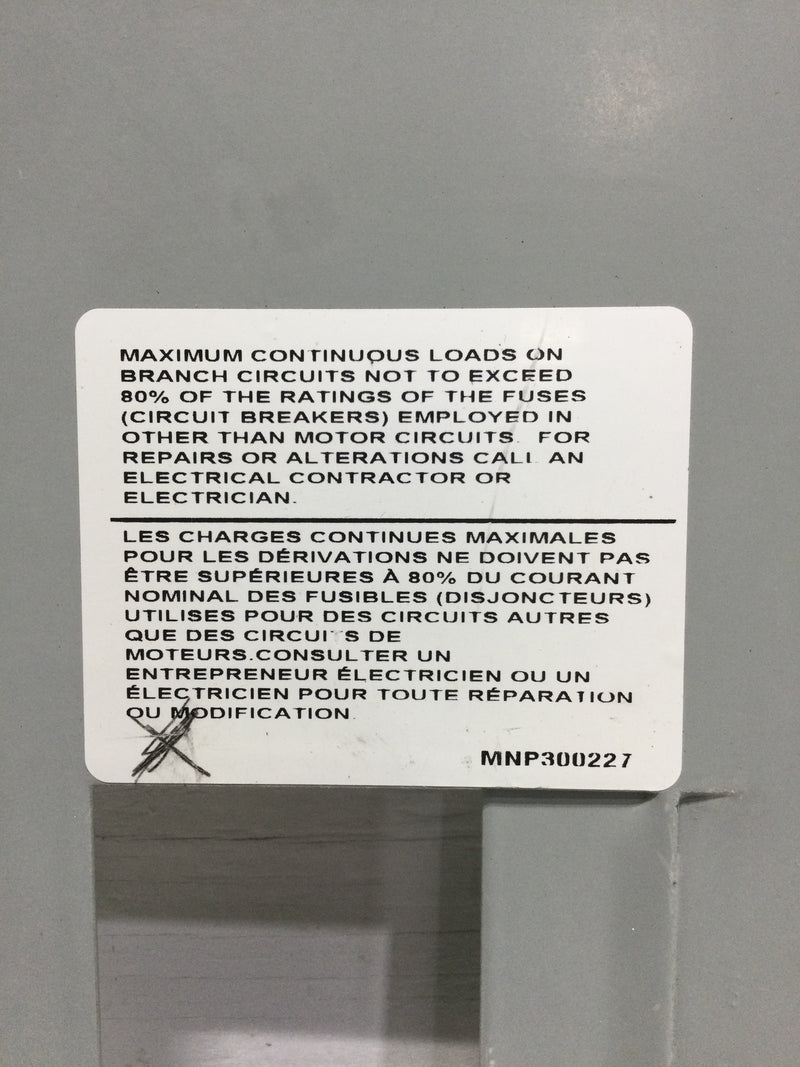 MAXIMUM CONTINUOUS LOADS ON
BRANCH CIRCUITS NOT TO EXCEED
80% OF THE RATINGS OF THE FUSES
(CIRCUIT BREAKERS) EMPLOYED IN
OTHER THAN MOTOR CIRCUITS. FOR
REPAIRS OR ALTERATIONS CALL AN
ELECTRICAL CONTRACTOR OR
ELECTRICIAN.
LES CHARGES CONTINUES MAXIMALES
POUR LES DÉRIVATIONS NE DOIVENT PAS
ÊTRE SUPÉRIEURES À 80% DU COURANT
NOMINAL DES FUSIBLES (DISJONCTEURS)
UTILISES POUR DES CIRCUITS AUTRES
QUE DES CIRCUITS DE
MOTEURS.CONSULTER UN
ENTREPRENEUR ÉLECTRICIEN OU UN
ÉLECTRICIEN POUR TOUTE RÉPARATION
OU MODIFICATION.
MNP300227